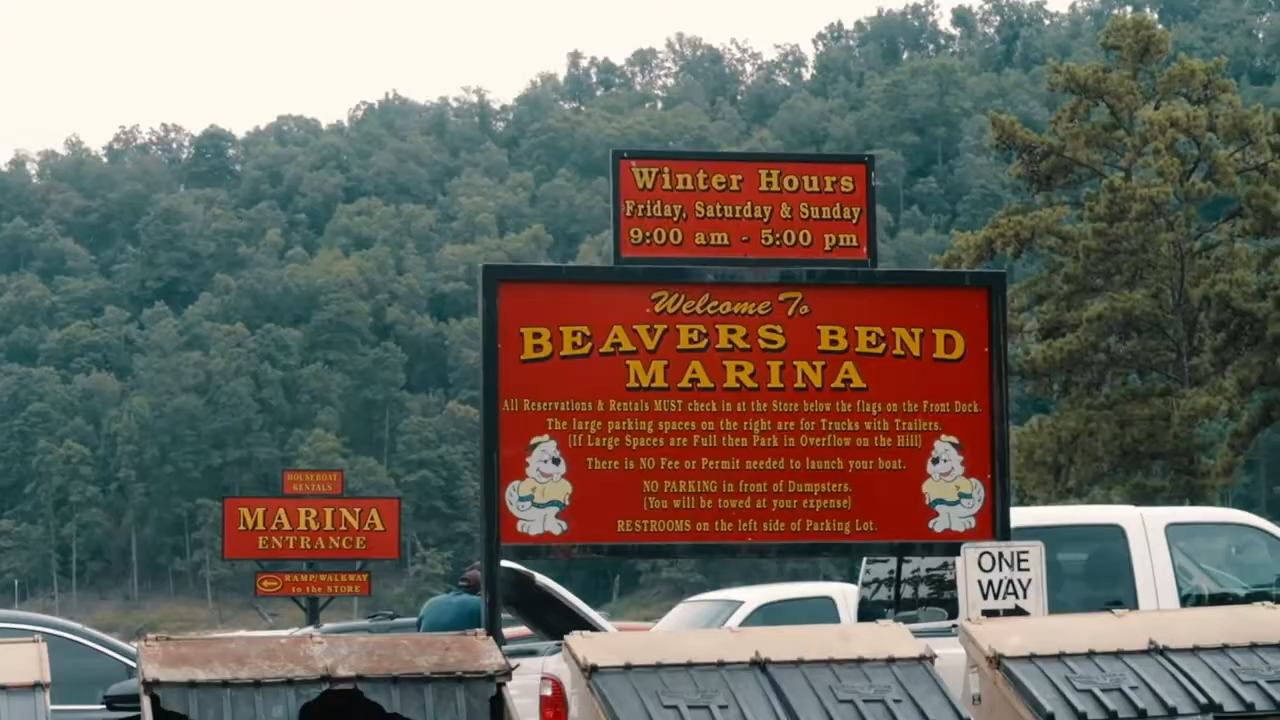 Winter Hours
Friday, Saturday & Sunday
9:00 am - 5:00 pm
Welcome To
BEAVERS BEND
MARINA
All Reservations & Rentals MUST check in at the Store below the flags on the Front Dock.
The large parking spaces on the right are for Trucks with Trailers.
(If Large Spaces are Full then Park in Overflow on the Hill)
There is NO Fee or Permit needed to launch your boat.
NO PARKING in front of Dumpsters.
(You will be towed at your expense)
RESTROOMS on the left side of Parking Lot.
HOUSEBOAT
RENTALS
MARINA
ENTRANCE
RAMP/WALKWAY
to the STORE
ONE
WAY